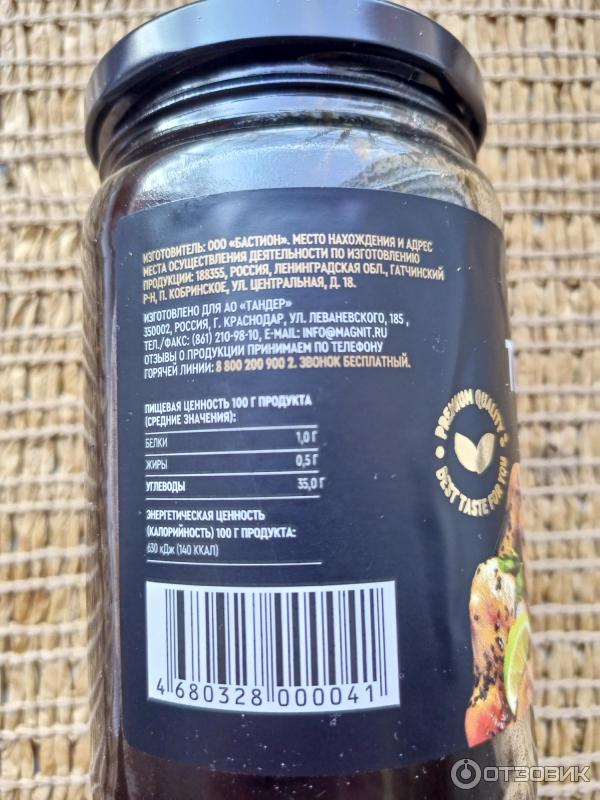 ИЗГОТОВИТЕЛЬ: ООО «БАСТИОН». МЕСТО НАХОЖДЕНИЯ И АДРЕС
МЕСТА ОСУЩЕСТВЛЕНИЯ ДЕЯТЕЛЬНОСТИ ПО ИЗГОТОВЛЕНИЮ
ПРОДУКЦИИ: 188355, РОССИЯ, ЛЕНИНГРАДСКАЯ ОБЛ., ГАТЧИНСКИЙ
Р-Н, П. КОБРИНСКОЕ, УЛ. ЦЕНТРАЛЬНАЯ, Д. 18.
ИЗГОТОВЛЕНО ДЛЯ АО «ТАНДЕР»
350002, РОССИЯ, Г. КРАСНОДАР, УЛ. ЛЕВАНЕВСКОГО, 185,
ТЕЛ./ФАКС: (861) 210-98-10, E-MAIL: INFO@MAGNIT.RU
ОТЗЫВЫ О ПРОДУКЦИИ ПРИНИМАЕМ ПО ТЕЛЕФОНУ
ГОРЯЧЕЙ ЛИНИИ: 8 800 200 900 2. ЗВОНОК БЕСПЛАТНЫЙ.
ПИЩЕВАЯ ЦЕННОСТЬ 100 Г ПРОДУКТА
(СРЕДНИЕ ЗНАЧЕНИЯ):
БЕЛКИ 1,0 Г
ЖИРЫ 0,5 Г
УГЛЕВОДЫ 35,0 Г
ЭНЕРГЕТИЧЕСКАЯ ЦЕННОСТЬ
(КАЛОРИЙНОСТЬ) 100 Г ПРОДУКТА:
630 кДж (140 ККАЛ)
4 680328 000041
PREMIUM QUALITY &
BEST TASTE FOR YOU
ОТЗОВИК